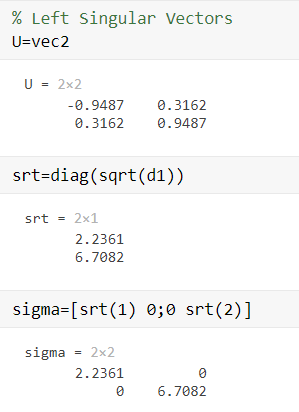 % Left Singular Vectors
U=vec2
U = 2×2
-0.9487 0.3162
0.3162 0.9487
srt=diag(sqrt(d1))
srt = 2×1
2.2361
6.7082
sigma=[srt(1) 0;0 srt(2)]
sigma = 2×2
2.2361 0
0 6.7082